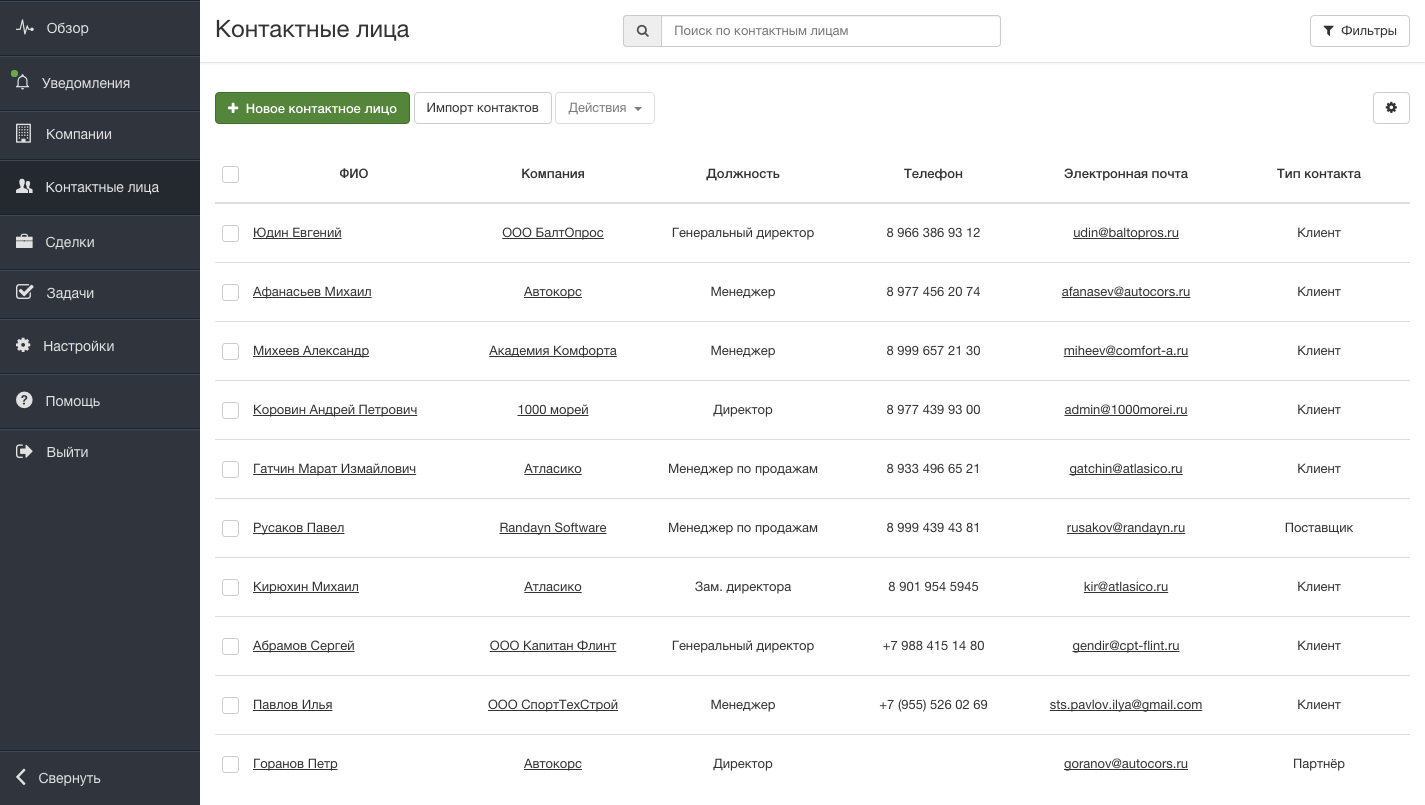 Обзор
Уведомления
Компании
Контактные лица
Сделки
Задачи
Настройки
Помощь
Выйти
Свернуть
Контактные лица
Поиск по контактным лицам
Фильтры
Новое контактное лицо Импорт контактов Действия
ФИО Компания Должность Телефон Электронная почта Тип контакта
Юдин Евгений ООО БалтОпрос Генеральный директор 8 966 386 93 12 udin@baltopros.ru Клиент
Афанасьев Михаил Автокорс Менеджер 8 977 456 20 74 afanasev@autocors.ru Клиент
Михеев Александр Академия Комфорта Менеджер 8 999 657 21 30 miheev@comfort-a.ru Клиент
Коровин Андрей Петрович 1000 морей Директор 8 977 439 93 00 admin@1000morei.ru Клиент
Гатчин Марат Измайлович Атласико Менеджер по продажам 8 933 496 65 21 gatchin@atlasico.ru Клиент
Русаков Павел Randayn Software Менеджер по продажам 8 999 439 43 81 rusakov@randayn.ru Поставщик
Кирюхин Михаил Атласико Зам. директора 8 901 954 5945 kir@atlasico.ru Клиент
Абрамов Сергей ООО Капитан Флинт Генеральный директор +7 988 415 14 80 gendir@cpt-flint.ru Клиент
Павлов Илья ООО СпортТехСтрой Менеджер +7 (955) 526 02 69 sts.pavlov.ilya@gmail.com Клиент
Горанов Петр Автокорс Директор goranov@autocors.ru Партнёр